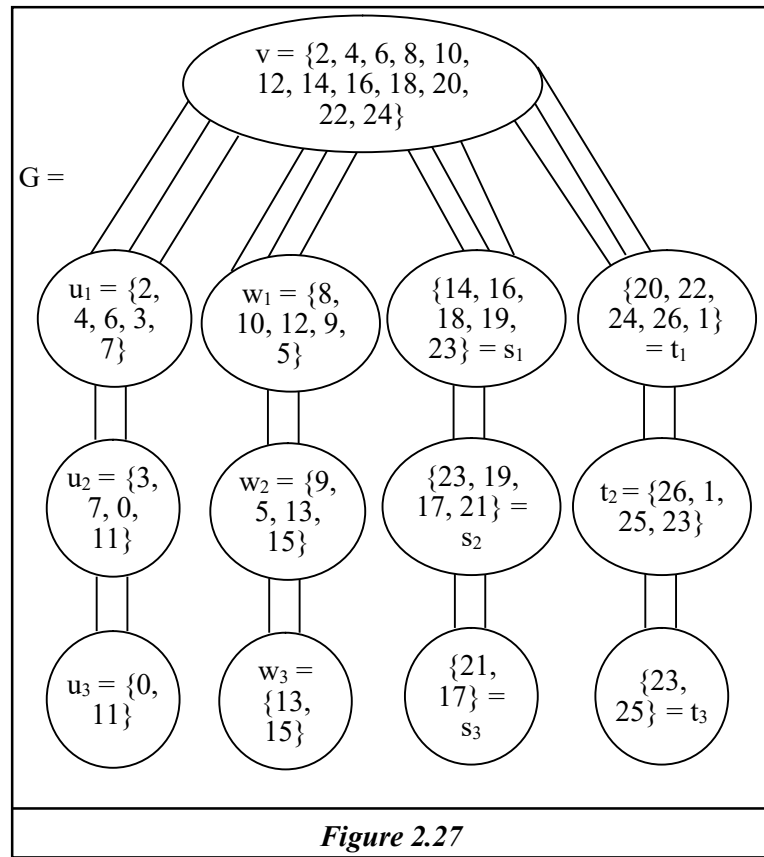 v = {2, 4, 6, 8, 10,
12, 14, 16, 18, 20,
22, 24}
G =
u₁ = {2,
4, 6, 3,
7}
w₁ = {8,
10, 12, 9,
5}
{14, 16,
18, 19,
23} = s₁
{20, 22,
24, 26, 1}
= t₁
u₂ = {3,
7, 0,
11}
w₂ = {9,
5, 13,
15}
{23, 19,
17, 21} =
s₂
t₂ = {26, 1,
25, 23}
u₃ = {0,
11}
w₃ =
{13,
15}
{21,
17} =
s₃
{23,
25} = t₃
Figure 2.27